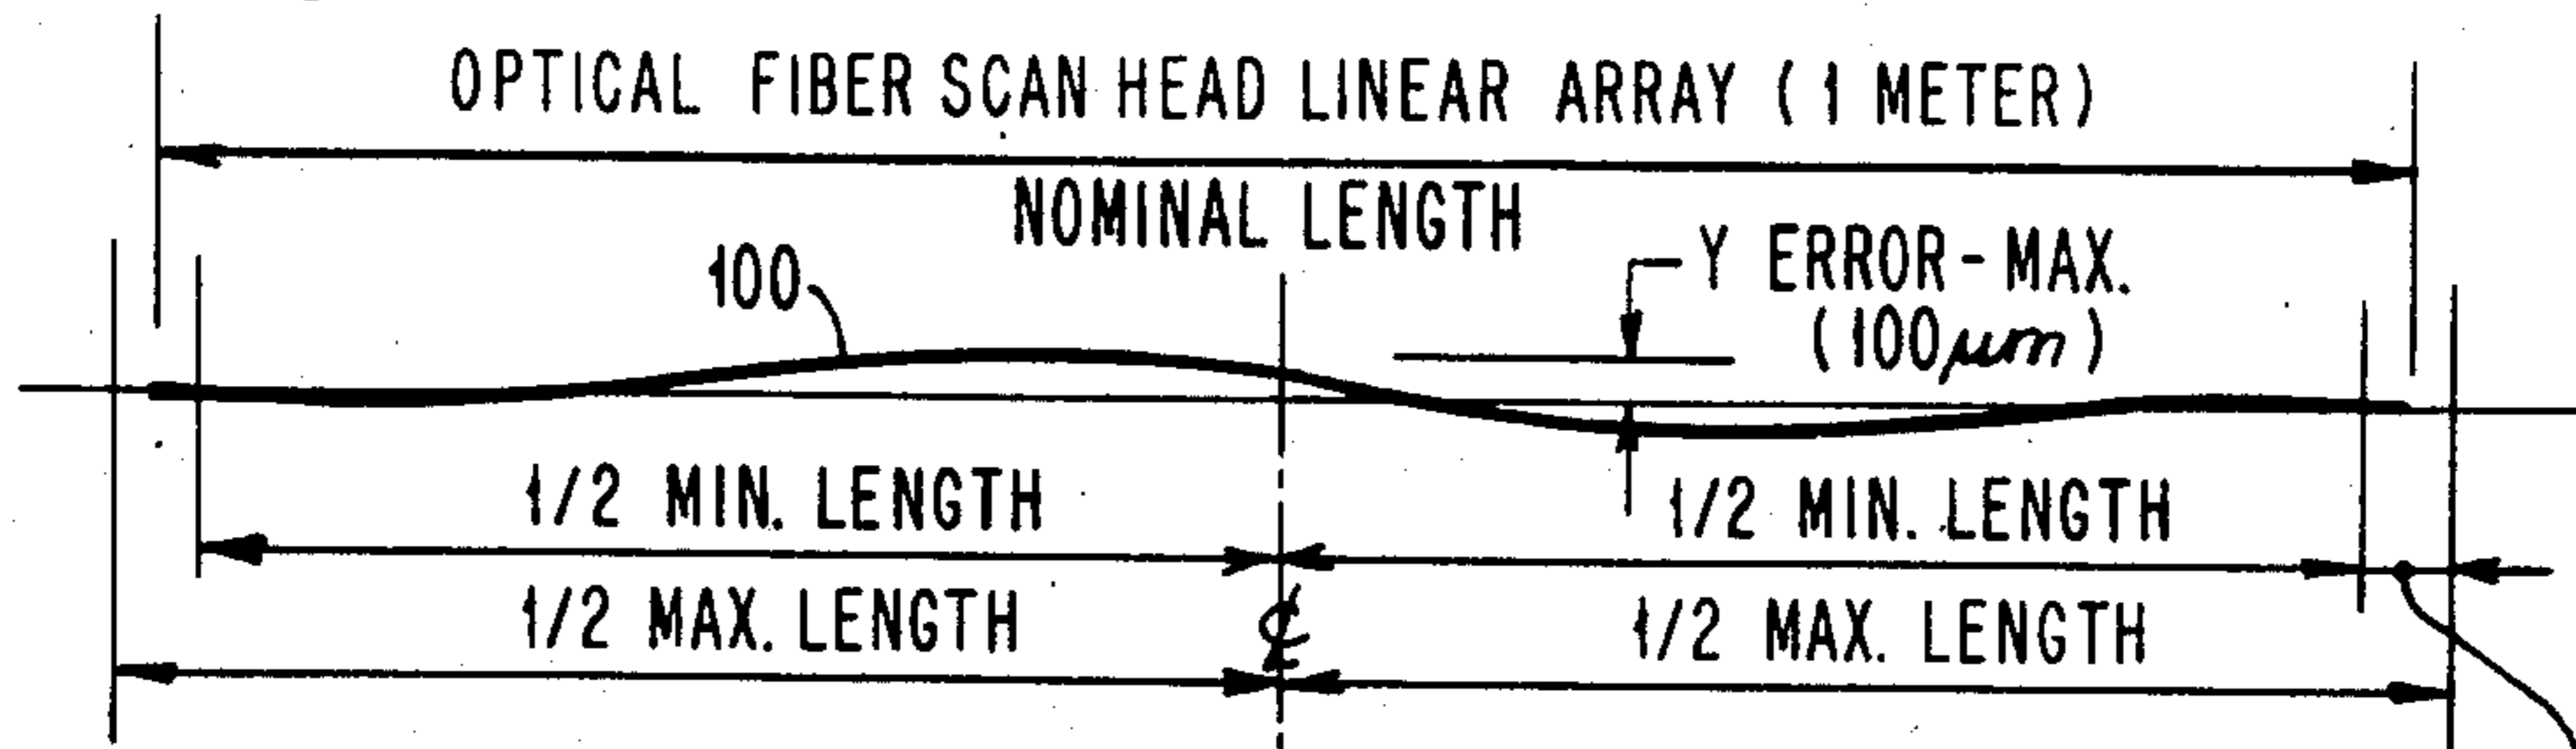 OPTICAL FIBER SCAN HEAD LINEAR ARRAY (1 METER)
NOMINAL LENGTH
100
Y ERROR-MAX.
(100μm)
1/2 MIN. LENGTH
1/2 MIN. LENGTH
1/2 MAX. LENGTH
℄
1/2 MAX. LENGTH